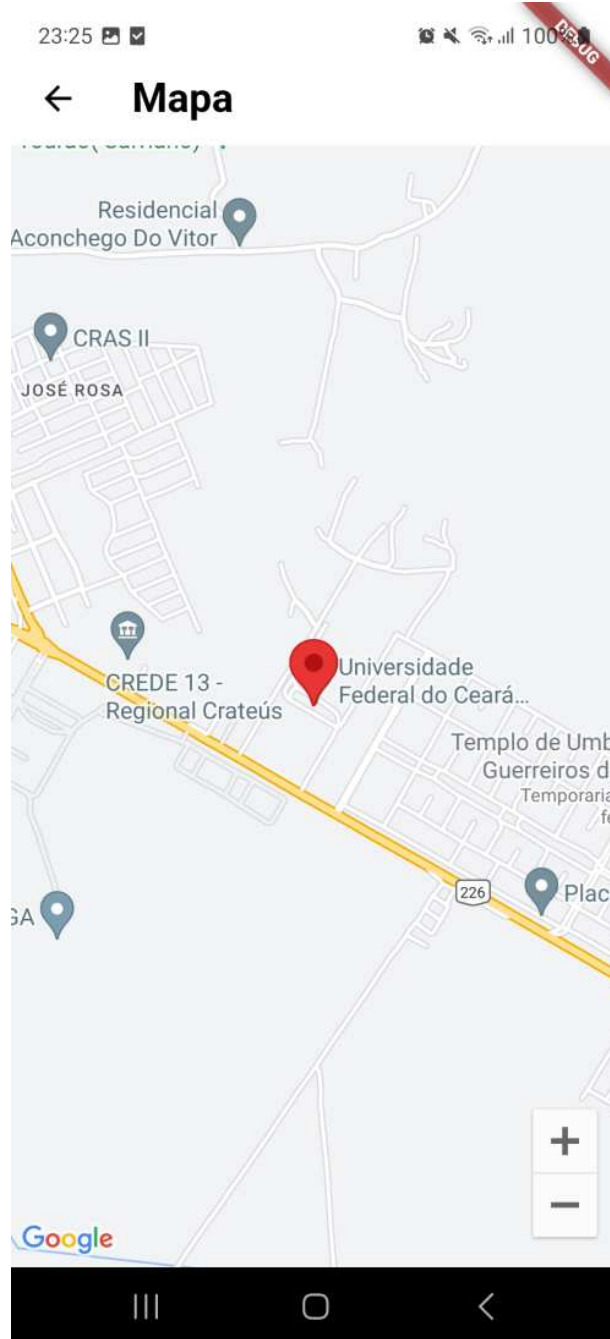 23:25
100%
DEBUG
Mapa
Residencial
Aconchego Do Vitor
CRAS II
JOSÉ ROSA
CREDE 13 -
Regional Crateús
Universidade
Federal do Ceará...
Templo de Umb
Guerreiros d
Temporaria
fe
226
Plac
GA
Google